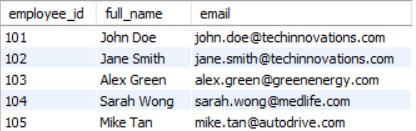 employee_id full_name email
101 John Doe john.doe@techinnovations.com
102 Jane Smith jane.smith@techinnovations.com
103 Alex Green alex.green@greenenergy.com
104 Sarah Wong sarah.wong@medlife.com
105 Mike Tan mike.tan@autodrive.com